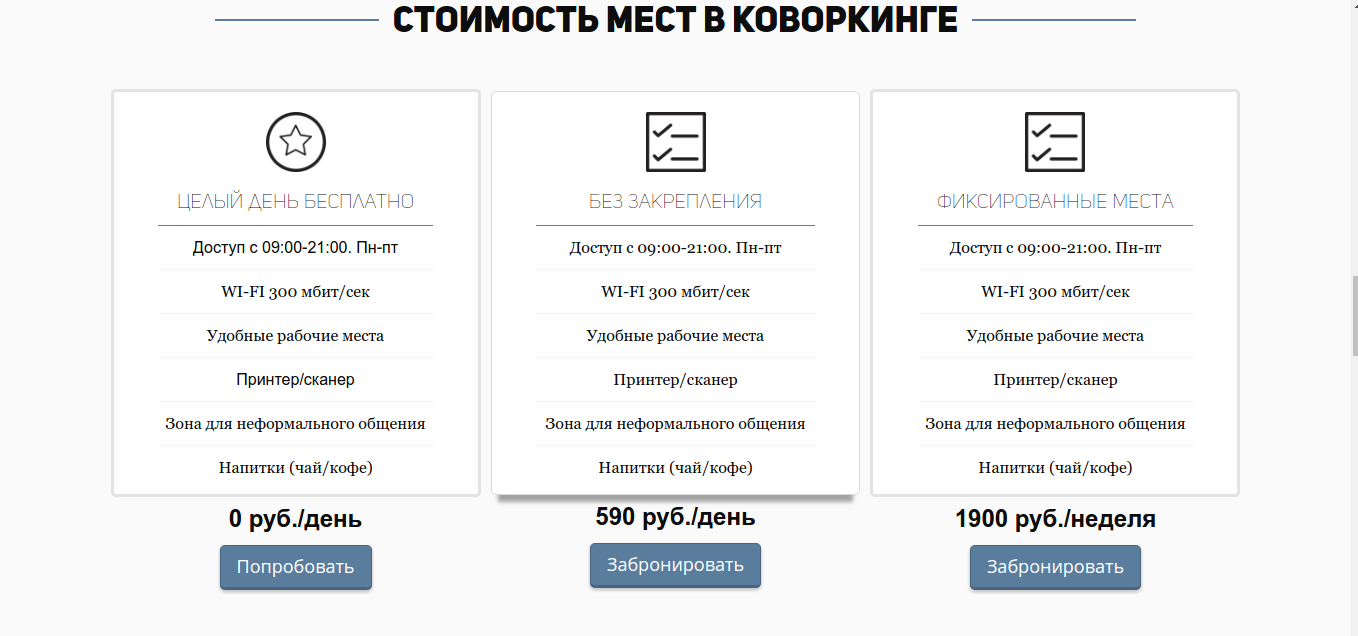 СТОИМОСТЬ МЕСТ В КОВОРКИНГЕ
ЦЕЛЫЙ ДЕНЬ БЕСПЛАТНО
Доступ с 09:00-21:00. Пн-пт
WI-FI 300 мбит/сек
Удобные рабочие места
Принтер/сканер
Зона для неформального общения
Напитки (чай/кофе)
0 руб./день
Попробовать
БЕЗ ЗАКРЕПЛЕНИЯ
Доступ с 09:00-21:00. Пн-пт
WI-FI 300 мбит/сек
Удобные рабочие места
Принтер/сканер
Зона для неформального общения
Напитки (чай/кофе)
590 руб./день
Забронировать
ФИКСИРОВАННЫЕ МЕСТА
Доступ с 09:00-21:00. Пн-пт
WI-FI 300 мбит/сек
Удобные рабочие места
Принтер/сканер
Зона для неформального общения
Напитки (чай/кофе)
1900 руб./неделя
Забронировать